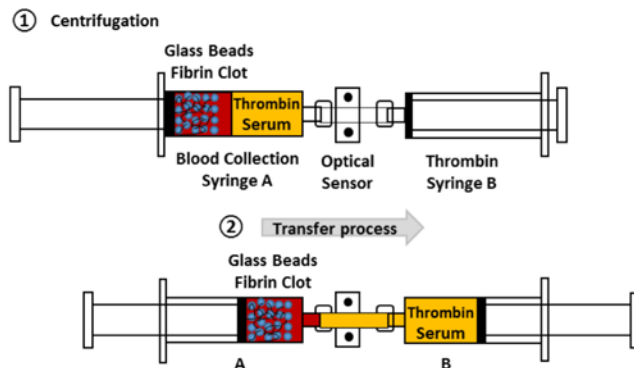 ① Centrifugation
Glass Beads
Fibrin Clot
Thrombin
Serum
Blood Collection
Syringe A
Optical
Sensor
Thrombin
Syringe B
② Transfer process
Glass Beads
Fibrin Clot
Thrombin
Serum
A
B